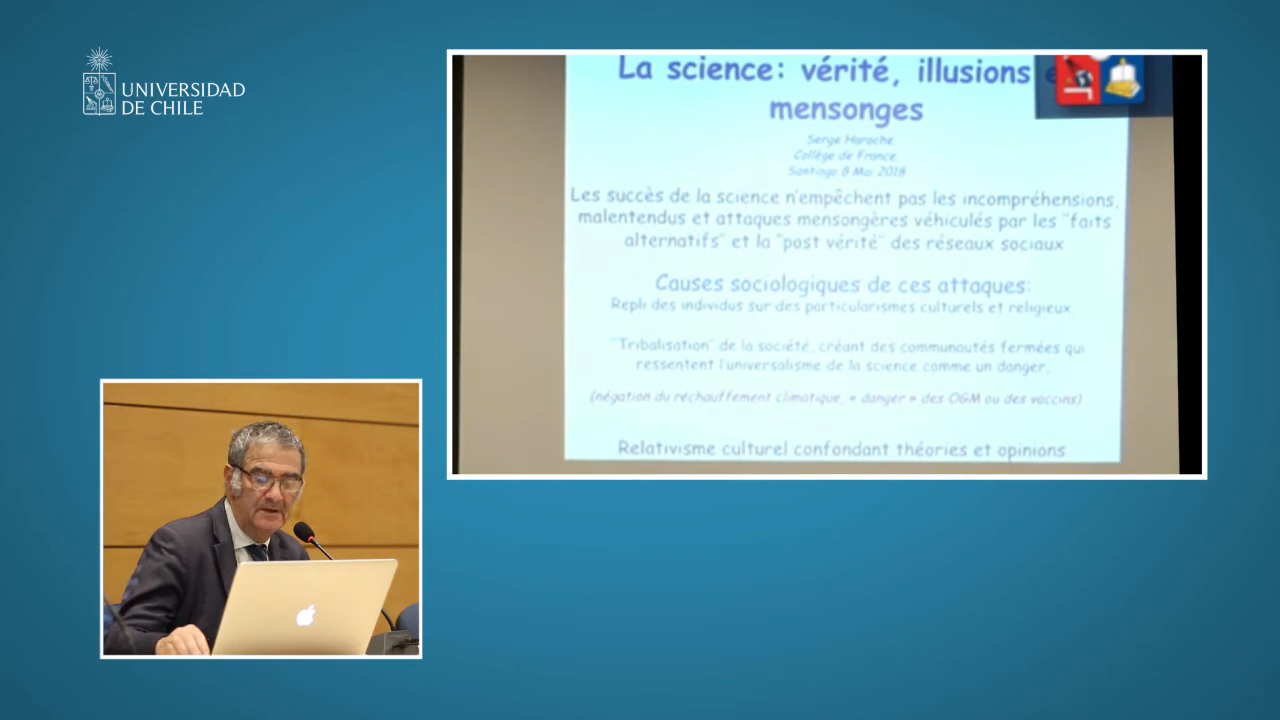 UNIVERSIDAD
DE CHILE
La science: vérité, illusions
mensonges
Serge Haroche
Collège de France.
Santiago 8 Mai 2018
Les succès de la science n'empêchent pas les incompréhensions,
malentendus et attaques mensongères véhiculés par les "faits
alternatifs" et la "post vérité" des réseaux sociaux
Causes sociologiques de ces attaques:
Repli des individus sur des particularismes culturels et religieux.
"Tribalisation" de la société, créant des communautés fermées qui
ressentent l'universalisme de la science comme un danger.
(négation du réchauffement climatique, « danger » des OGM ou des vaccins)
Relativisme culturel confondant théories et opinions